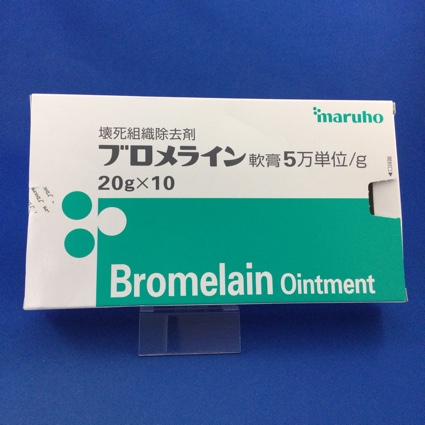 maruho
壊死組織除去剤
ブロメライン軟膏5万単位/g
20g×10
Bromelain Ointment